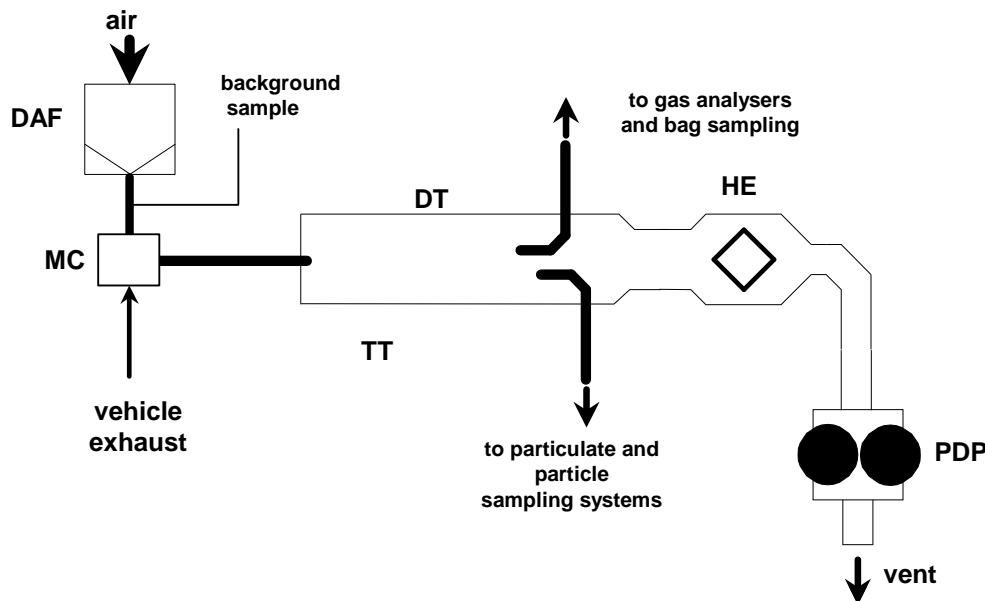 air
DAF
background
sample
to gas analysers
and bag sampling
DT
HE
MC
TT
vehicle
exhaust
to particulate and
particle
sampling systems
PDP
vent